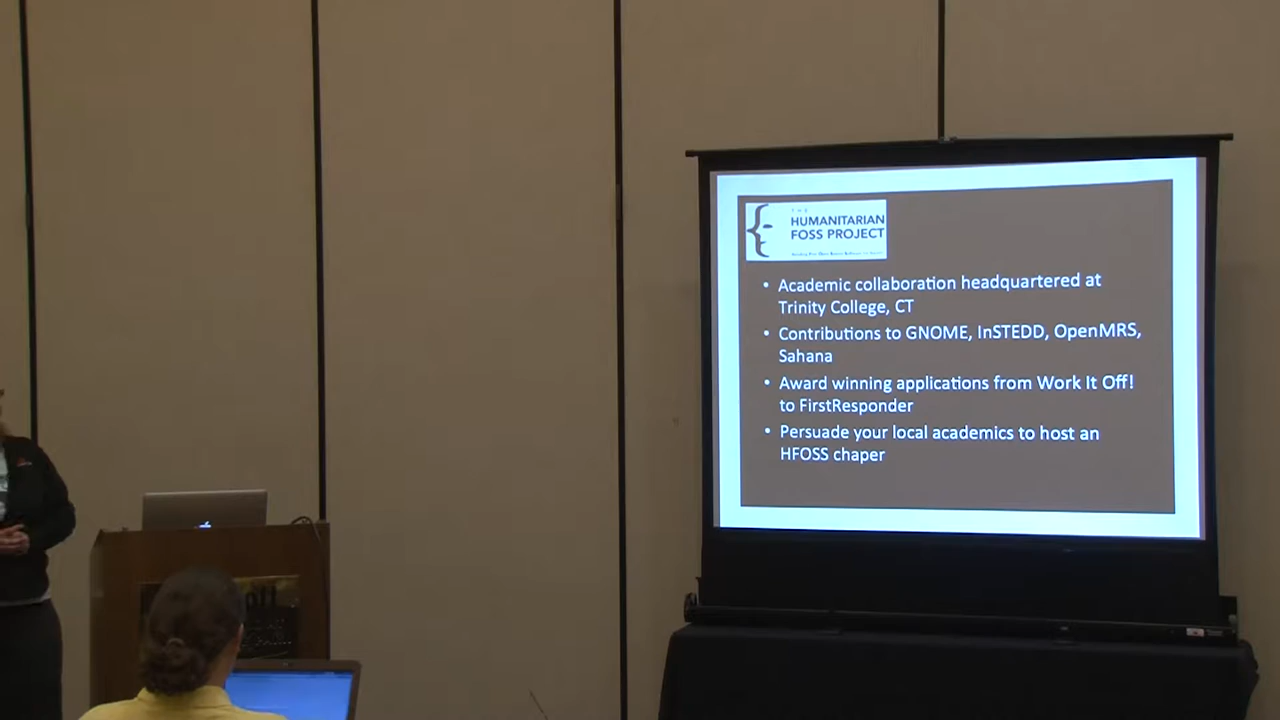 THE
HUMANITARIAN
FOSS PROJECT
• Academic collaboration headquartered at
Trinity College, CT
• Contributions to GNOME, InSTEDD, OpenMRS,
Sahana
• Award winning applications from Work It Off!
to FirstResponder
• Persuade your local academics to host an
HFOSS chaper